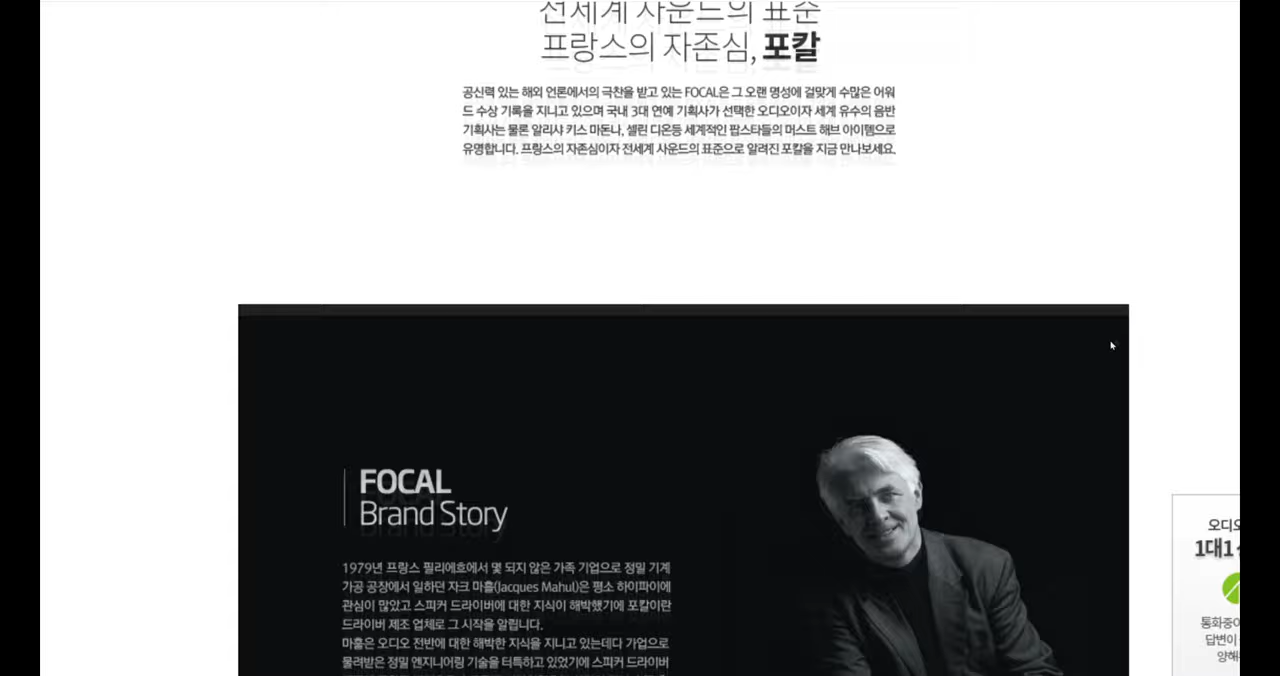 전세계 사운드의 표준
프랑스의 자존심, 포칼
공신력 있는 해외 언론에서의 극찬을 받고 있는 FOCAL은 그 오랜 명성에 걸맞게 수많은 어워
드 수상 기록을 지니고 있으며 국내 3대 연예 기획사가 선택한 오디오이자 세계 유수의 음반
기획사는 물론 알리샤 키스 마돈나, 셀린 디온등 세계적인 팝스타들의 머스트 해브 아이템으로
유명합니다. 프랑스의 자존심이자 전세계 사운드의 표준으로 알려진 포칼을 지금 만나보세요.
FOCAL
Brand Story
1979년 프랑스 필리에흐에서 몇 되지 않은 가족 기업으로 정밀 기계
가공 공장에서 일하던 자크 마훌(Jacques Mahul)은 평소 하이파이에
관심이 많았고 스피커 드라이버에 대한 지식이 해박했기에 포칼이란
드라이버 제조 업체로 그 시작을 알립니다.
마훌은 오디오 전반에 대한 해박한 지식을 지니고 있는데다 가업으로
물려받은 정밀 엔지니어링 기술을 터득하고 있었기에 스피커 드라이버
오디오
1대1
통화중이
답변이
양해